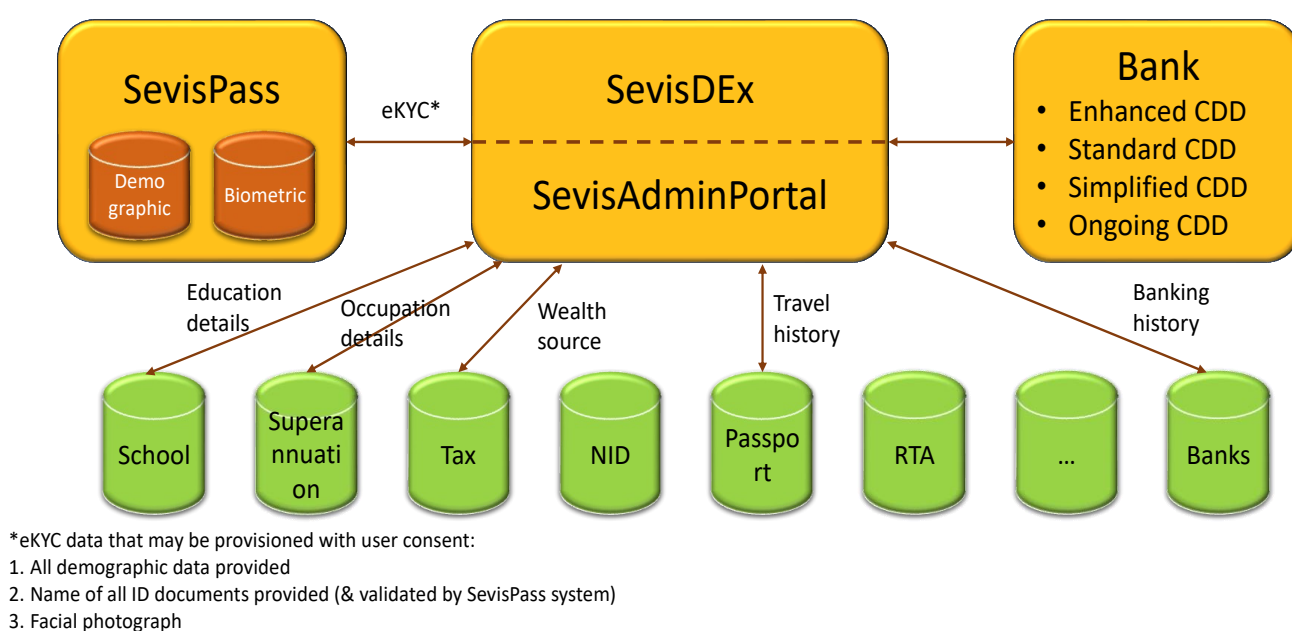 SevisPass
Demo
graphic
Biometric
eKYC*
SevisDEx
SevisAdminPortal
Bank
• Enhanced CDD
• Standard CDD
• Simplified CDD
• Ongoing CDD
Education
details
Occupation
details
Wealth
source
Travel
history
Banking
history
School
Supera
nnuati
on
Tax
NID
Passpo
rt
RTA
...
Banks
*eKYC data that may be provisioned with user consent:
1. All demographic data provided
2. Name of all ID documents provided (& validated by SevisPass system)
3. Facial photograph